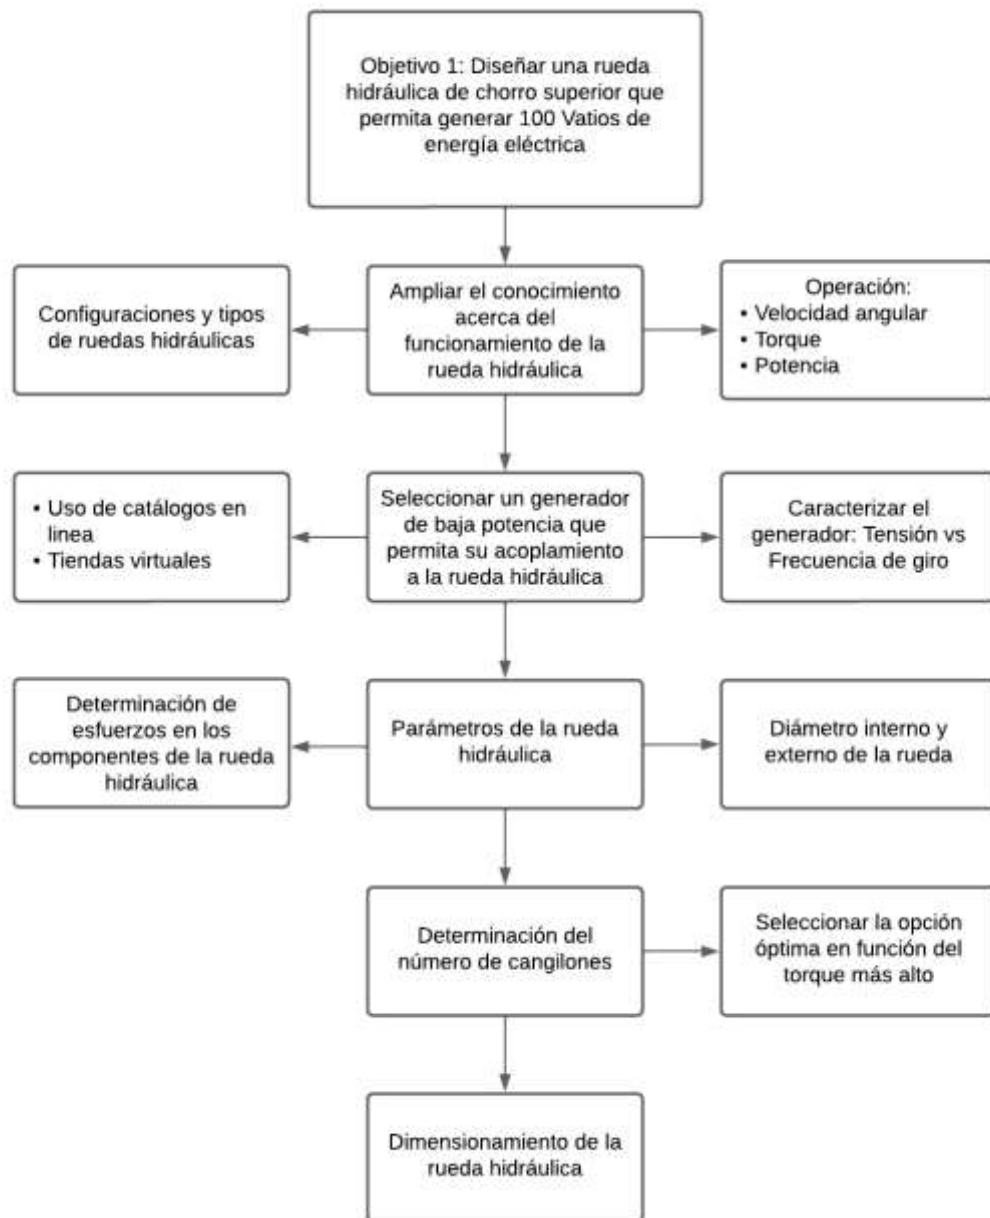 Objetivo 1: Diseñar una rueda
hidráulica de chorro superior que
permita generar 100 Vatios de
energía eléctrica
Configuraciones y tipos
de ruedas hidráulicas
Ampliar el conocimiento
acerca del
funcionamiento de la
rueda hidráulica
Operación:
• Velocidad angular
• Torque
• Potencia
• Uso de catálogos en
linea
• Tiendas virtuales
Seleccionar un generador
de baja potencia que
permita su acoplamiento
a la rueda hidráulica
Caracterizar el
generador: Tensión vs
Frecuencia de giro
Determinación de
esfuerzos en los
componentes de la rueda
hidráulica
Parámetros de la rueda
hidráulica
Diámetro interno y
externo de la rueda
Determinación del
número de cangilones
Seleccionar la opción
óptima en función del
torque más alto
Dimensionamiento de la
rueda hidráulica